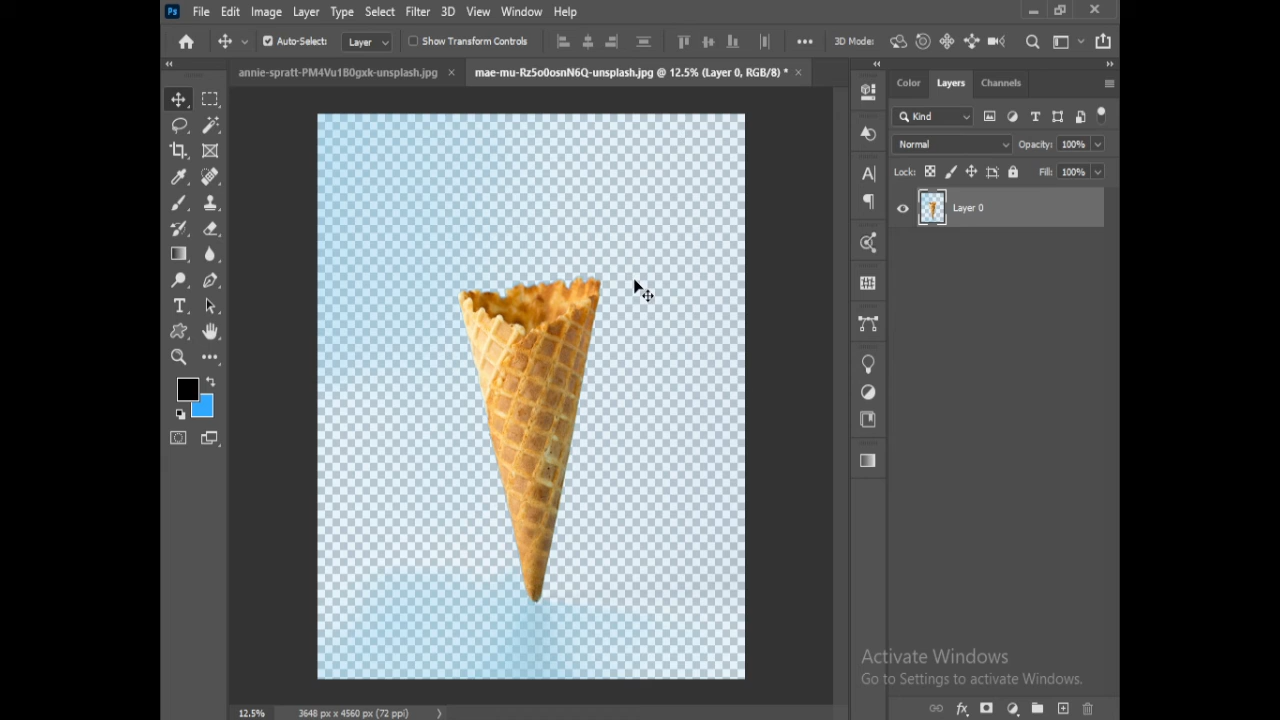 Ps File Edit Image Layer Type Select Filter 3D View Window Help
Auto-Select: Layer Show Transform Controls 3D Mode:
annie-spratt-PM4Vu1B0gxk-unsplash.jpg × mae-mu-Rz5o0osnN6Q-unsplash.jpg @ 12.5% (Layer 0, RGB/8) * ×
Color Layers Channels
Kind
Normal Opacity: 100%
Lock: Fill: 100%
Layer 0
Activate Windows
Go to Settings to activate Windows.
12.5% 3648 px x 4560 px (72 ppi)
fx